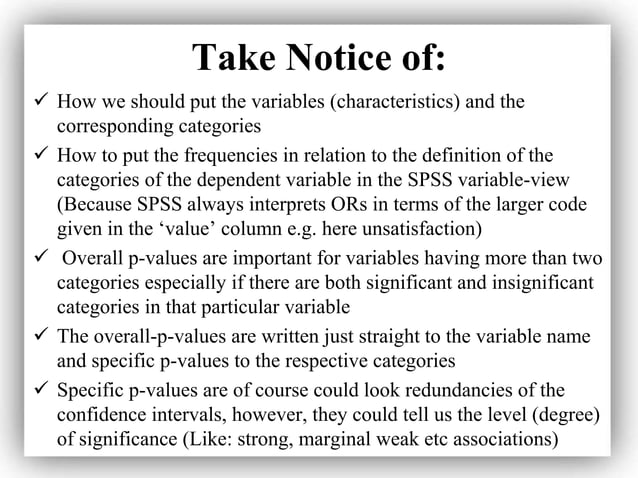 Take Notice of:
✓ How we should put the variables (characteristics) and the
corresponding categories
✓ How to put the frequencies in relation to the definition of the
categories of the dependent variable in the SPSS variable-view
(Because SPSS always interprets ORs in terms of the larger code
given in the ‘value’ column e.g. here unsatisfaction)
✓ Overall p-values are important for variables having more than two
categories especially if there are both significant and insignificant
categories in that particular variable
✓ The overall-p-values are written just straight to the variable name
and specific p-values to the respective categories
✓ Specific p-values are of course could look redundancies of the
confidence intervals, however, they could tell us the level (degree)
of significance (Like: strong, marginal weak etc associations)